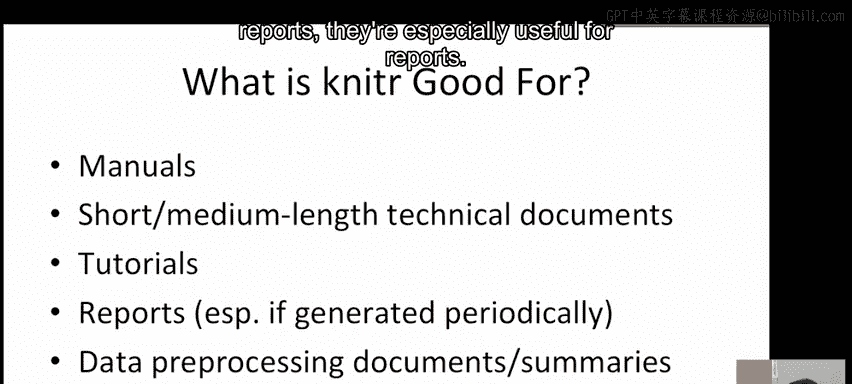 GPT中英字幕课程资源@bilibili.com
reports, they're especially useful for
reports.
What is knitr Good For?
• Manuals
• Short/medium-length technical documents
• Tutorials
• Reports (esp. if generated periodically)
• Data preprocessing documents/summaries